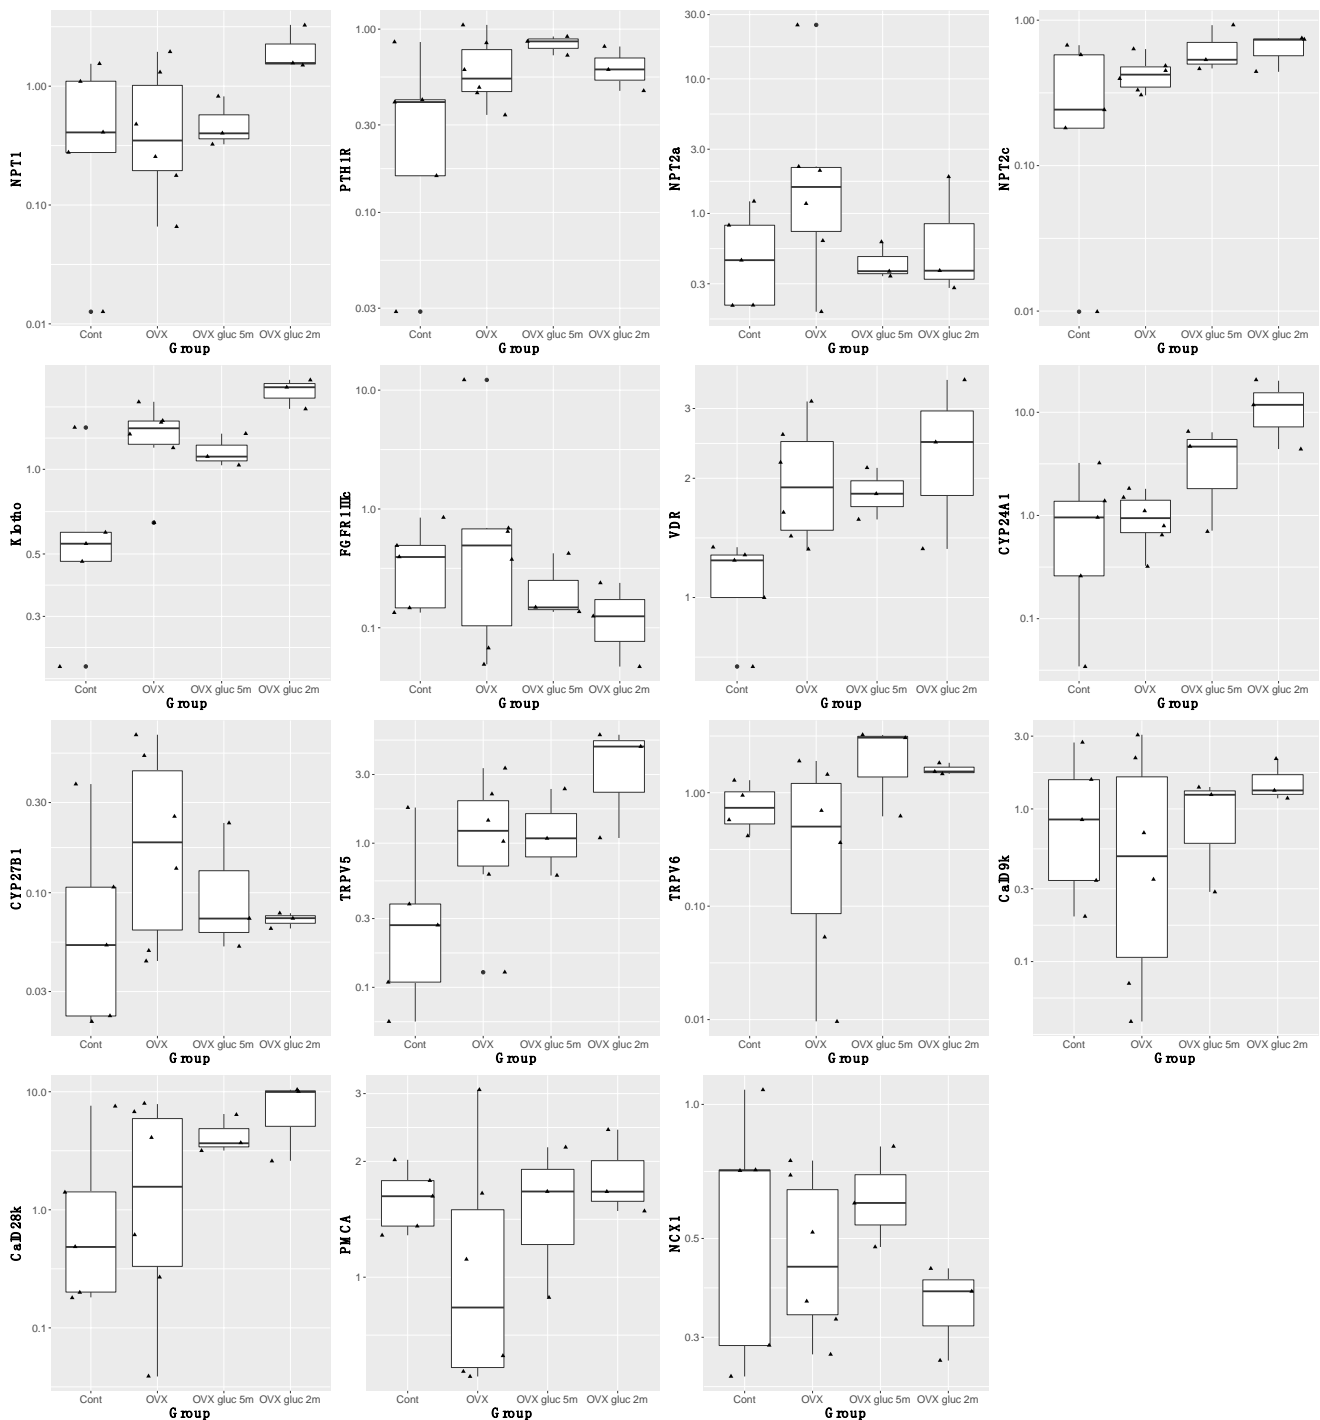 NPT1
1.00
0.10
0.01
Cont OVX OVX gluc 5m OVX gluc 2m
Group
PTH1R
1.00
0.30
0.10
0.03
Cont OVX OVX gluc 5m OVX gluc 2m
Group
NPT2a
30.0
10.0
3.0
1.0
0.3
Cont OVX OVX gluc 5m OVX gluc 2m
Group
NPT2c
1.00
0.10
0.01
Cont OVX OVX gluc 5m OVX gluc 2m
Group
Klotho
1.0
0.5
0.3
Cont OVX OVX gluc 5m OVX gluc 2m
Group
FGFR1IIIc
10.0
1.0
0.1
Cont OVX OVX gluc 5m OVX gluc 2m
Group
VDR
3
2
1
Cont OVX OVX gluc 5m OVX gluc 2m
Group
CYP24A1
10.0
1.0
0.1
Cont OVX OVX gluc 5m OVX gluc 2m
Group
CYP27B1
0.30
0.10
0.03
Cont OVX OVX gluc 5m OVX gluc 2m
Group
TRPV5
3.0
1.0
0.3
0.1
Cont OVX OVX gluc 5m OVX gluc 2m
Group
TRPV6
1.00
0.10
0.01
Cont OVX OVX gluc 5m OVX gluc 2m
Group
CalD9k
3.0
1.0
0.3
0.1
Cont OVX OVX gluc 5m OVX gluc 2m
Group
CalD28k
10.0
1.0
0.1
Cont OVX OVX gluc 5m OVX gluc 2m
Group
PMCA
3
2
1
Cont OVX OVX gluc 5m OVX gluc 2m
Group
NCX1
1.0
0.5
0.3
Cont OVX OVX gluc 5m OVX gluc 2m
Group